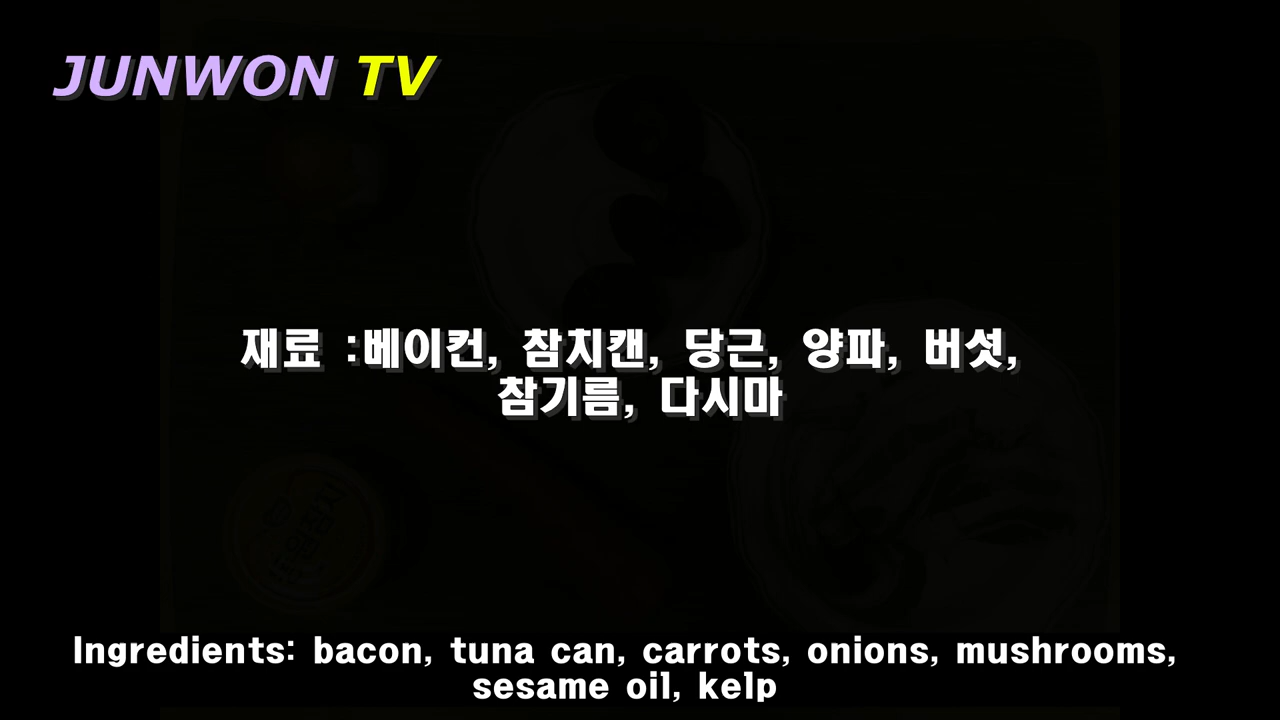 JUNWON TV
재료 :베이컨, 참치캔, 당근, 양파, 버섯,
참기름, 다시마
Ingredients: bacon, tuna can, carrots, onions, mushrooms,
sesame oil, kelp